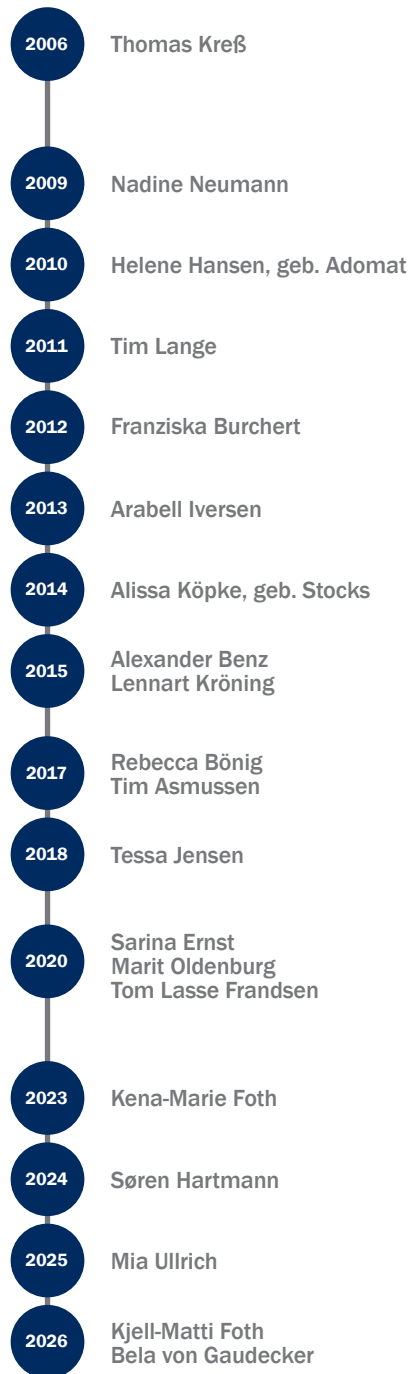 2006
Thomas Kreß
2009
Nadine Neumann
2010
Helene Hansen, geb. Adomat
2011
Tim Lange
2012
Franziska Burchert
2013
Arabell Iversen
2014
Alissa Köpke, geb. Stocks
2015
Alexander Benz
Lennart Kröning
2017
Rebecca Bönig
Tim Asmussen
2018
Tessa Jensen
2020
Sarina Ernst
Marit Oldenburg
Tom Lasse Frandsen
2023
Kena-Marie Foth
2024
Søren Hartmann
2025
Mia Ullrich
2026
Kjell-Matti Foth
Bela von Gaudecker